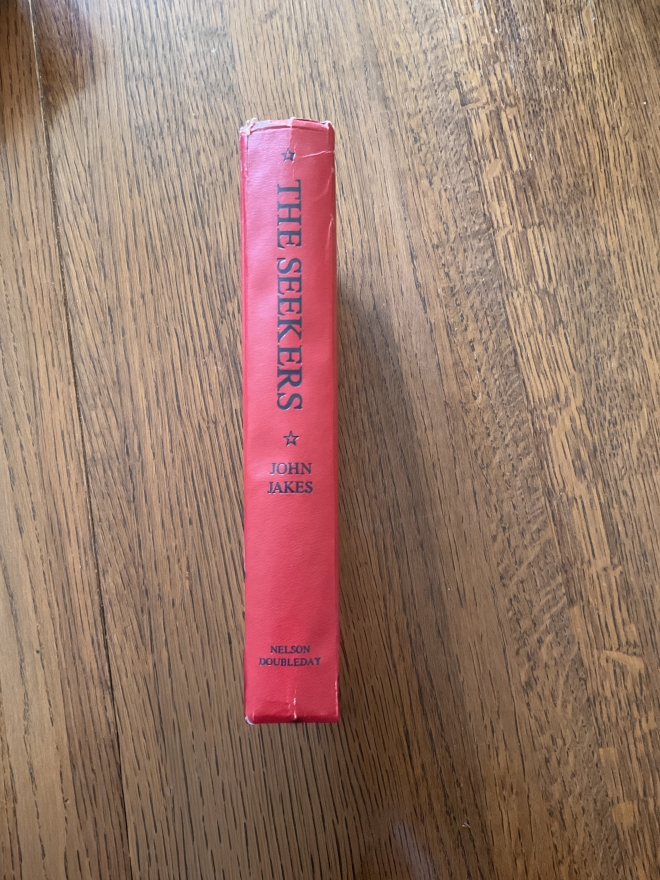 THE SEEKERS
JOHN
JAKES
NELSON
DOUBLEDAY